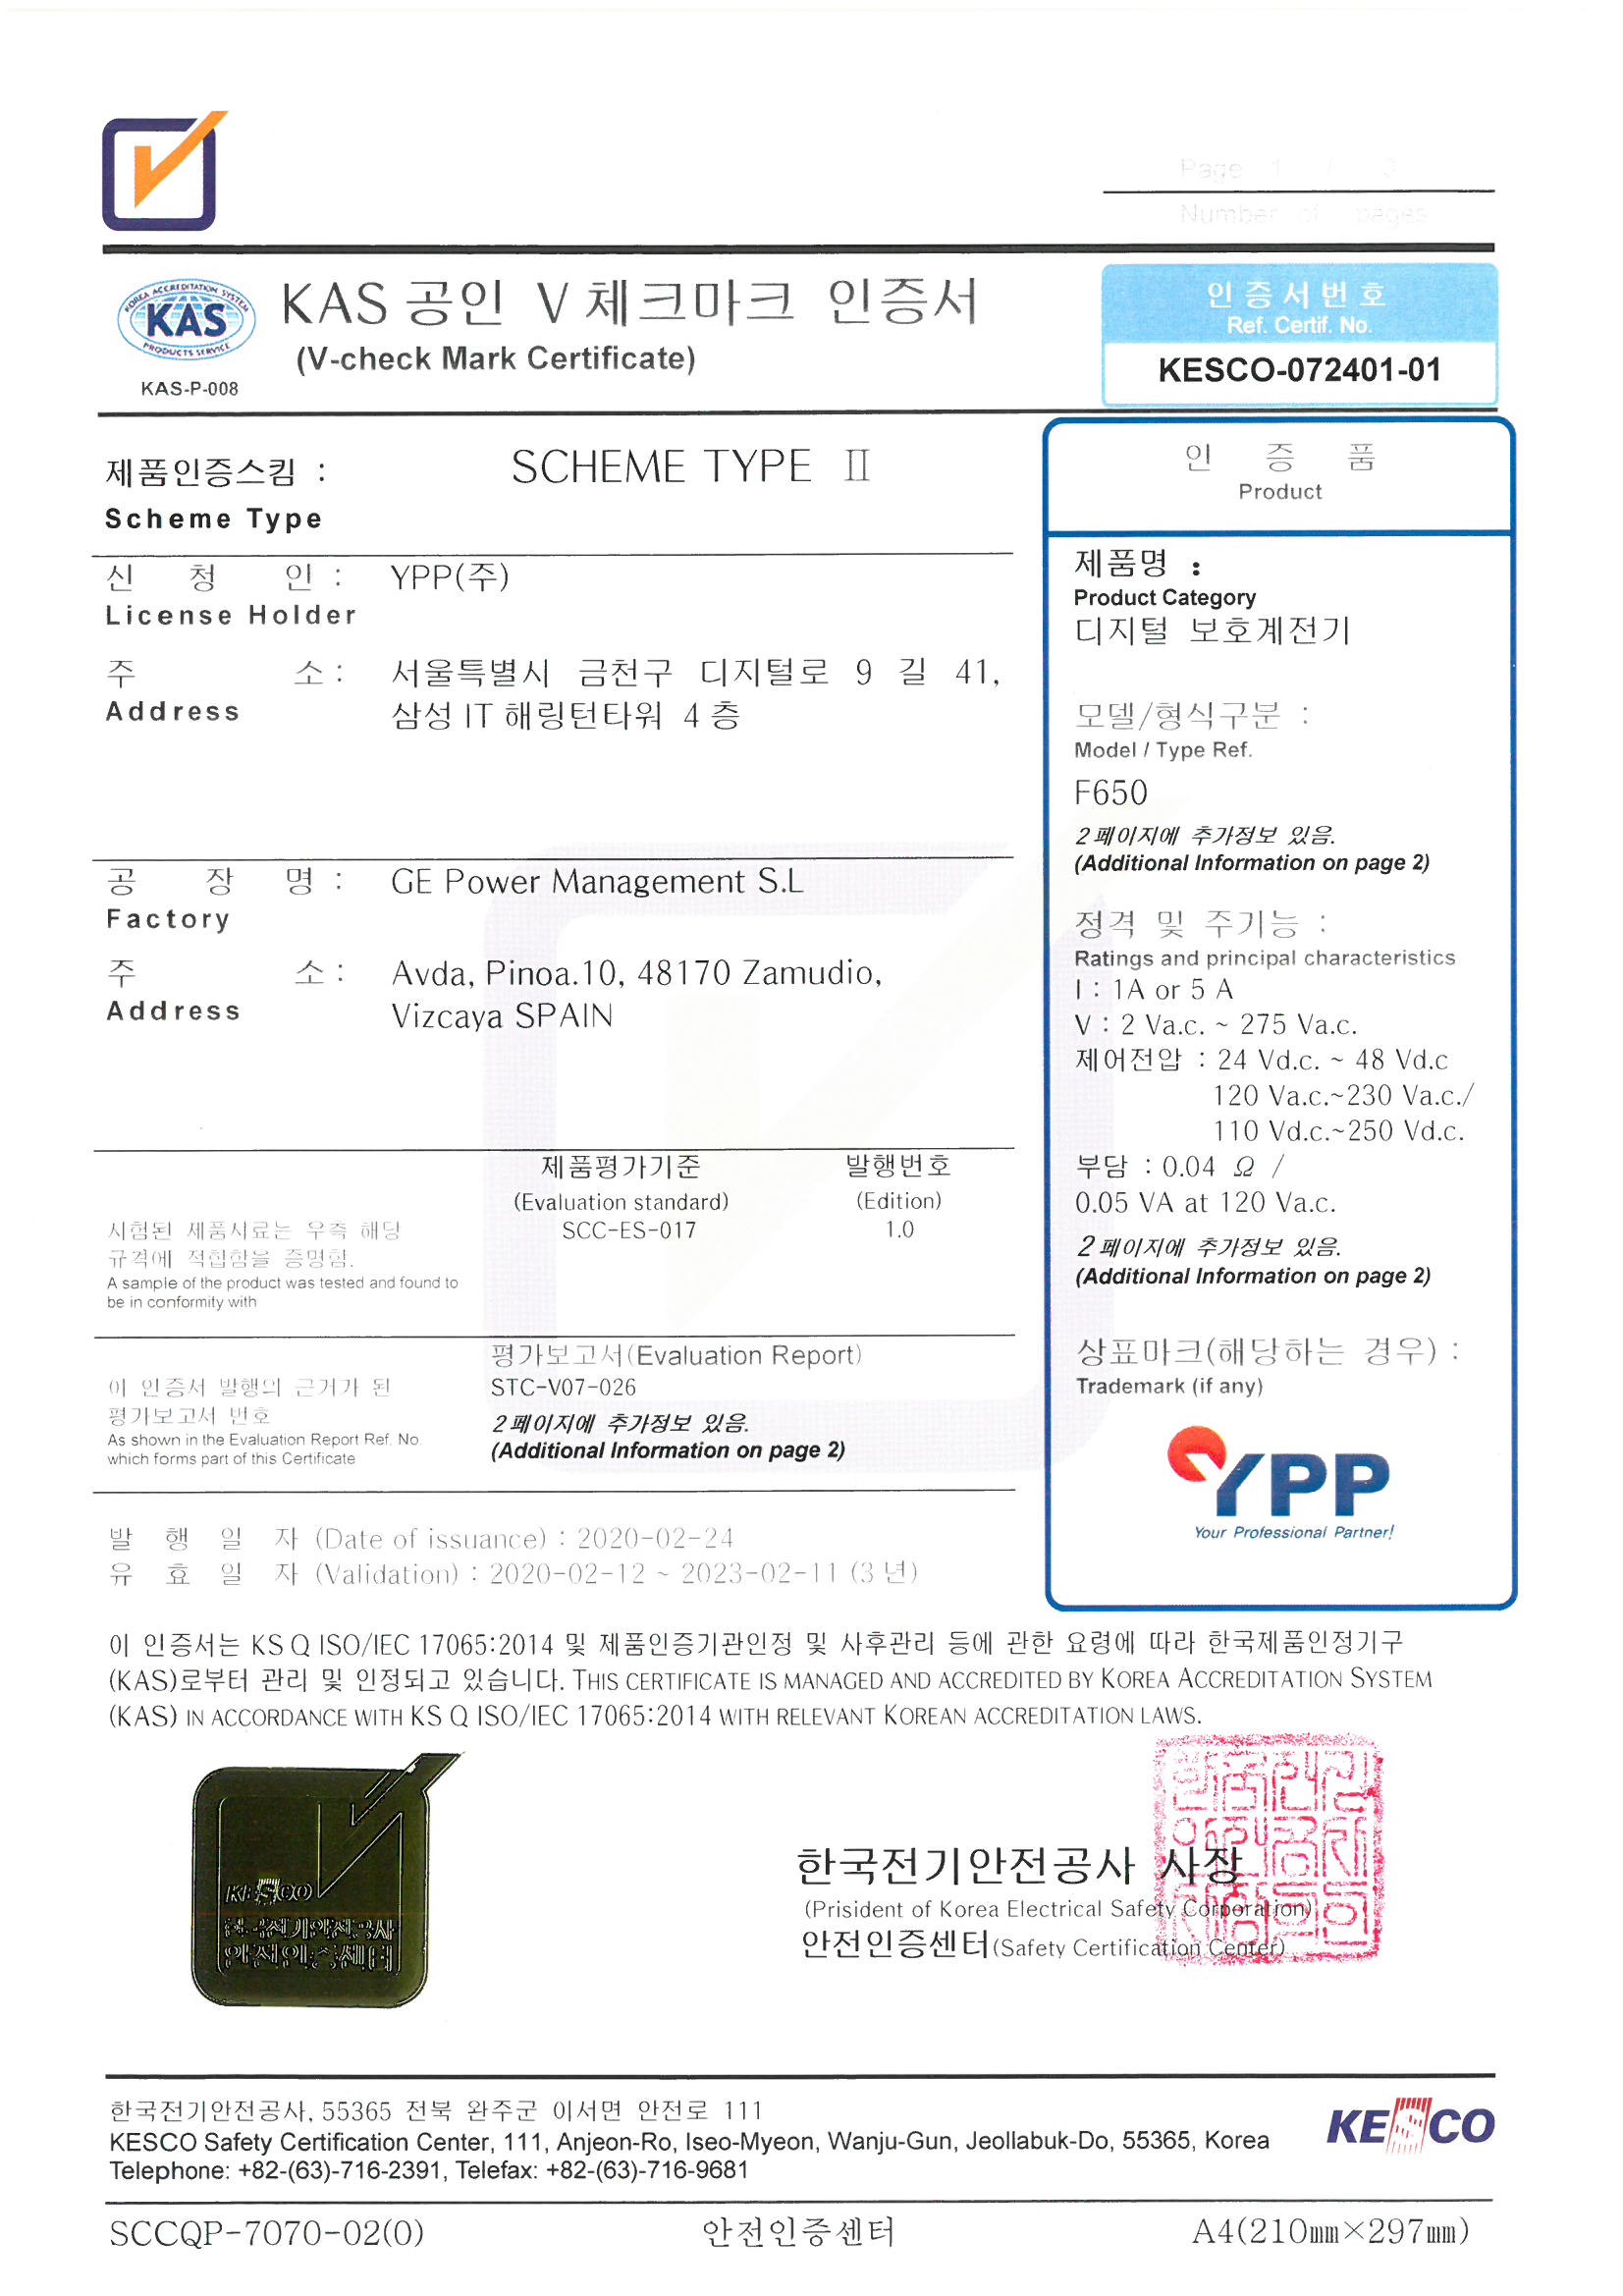 Page 1 / 3
Number of pages
KOREA ACCREDITATION SYSTEM
KAS
PRODUCTS SERVICE
KAS-P-008
KAS 공인 V 체크마크 인증서
(V-check Mark Certificate)
인증서번호
Ref. Certif. No.
KESCO-072401-01
제품인증스킴 : SCHEME TYPE Ⅱ
Scheme Type
신 청 인 : YPP(주)
License Holder
주 소 : 서울특별시 금천구 디지털로 9 길 41,
Address 삼성 IT 해링턴타워 4 층
공 장 명 : GE Power Management S.L
Factory
주 소 : Avda, Pinoa.10, 48170 Zamudio,
Address Vizcaya SPAIN
제품평가기준 발행번호
(Evaluation standard) (Edition)
SCC-ES-017 1.0
시험된 제품시료는 우측 해당
규격에 적합함을 증명함.
A sample of the product was tested and found to
be in conformity with
평가보고서(Evaluation Report)
STC-V07-026
2 페이지에 추가정보 있음.
(Additional Information on page 2)
이 인증서 발행의 근거가 된
평가보고서 번호
As shown in the Evaluation Report Ref. No.
which forms part of this Certificate
발 행 일 자 (Date of issuance) : 2020-02-24
유 효 일 자 (Validation) : 2020-02-12 ~ 2023-02-11 (3 년)
인 증 품
Product
제품명 :
Product Category
디지털 보호계전기
모델/형식구분 :
Model / Type Ref.
F650
2 페이지에 추가정보 있음.
(Additional Information on page 2)
정격 및 주기능 :
Ratings and principal characteristics
I : 1A or 5 A
V : 2 Va.c. ~ 275 Va.c.
제어전압 : 24 Vd.c. ~ 48 Vd.c
120 Va.c.~230 Va.c./
110 Vd.c.~250 Vd.c.
부담 : 0.04 Ω /
0.05 VA at 120 Va.c.
2 페이지에 추가정보 있음.
(Additional Information on page 2)
상표마크(해당하는 경우) :
Trademark (if any)
YPP
Your Professional Partner!
이 인증서는 KS Q ISO/IEC 17065:2014 및 제품인증기관인정 및 사후관리 등에 관한 요령에 따라 한국제품인정기구
(KAS)로부터 관리 및 인정되고 있습니다. THIS CERTIFICATE IS MANAGED AND ACCREDITED BY KOREA ACCREDITATION SYSTEM
(KAS) IN ACCORDANCE WITH KS Q ISO/IEC 17065:2014 WITH RELEVANT KOREAN ACCREDITATION LAWS.
KESCO
한국전기안전공사
안전인증센터
한국전기안전공사 사장
(Prisident of Korea Electrical Safety Corporation)
안전인증센터(Safety Certification Center)
한국전기안전공사, 55365 전북 완주군 이서면 안전로 111
KESCO Safety Certification Center, 111, Anjeon-Ro, Iseo-Myeon, Wanju-Gun, Jeollabuk-Do, 55365, Korea
Telephone: +82-(63)-716-2391, Telefax: +82-(63)-716-9681
KESCO
SCCQP-7070-02(0) 안전인증센터 A4(210㎜×297㎜)